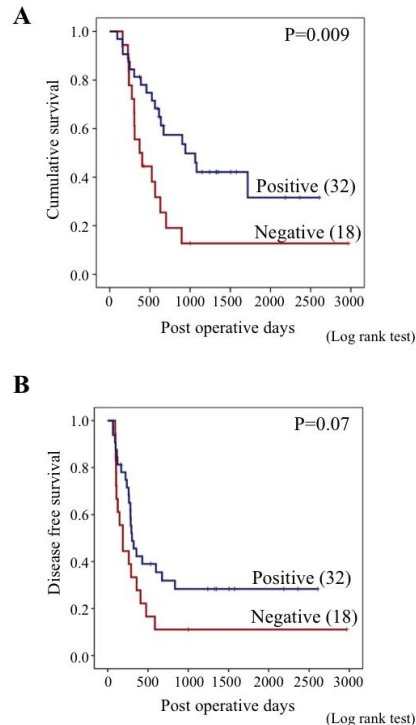 A
P=0.009
Cumulative survival
1.0
0.8
0.6
0.4
0.2
0.0
Positive (32)
Negative (18)
0 500 1000 1500 2000 2500 3000
Post operative days
(Log rank test)
B
P=0.07
Disease free survival
1.0
0.8
0.6
0.4
0.2
0.0
Positive (32)
Negative (18)
0 500 1000 1500 2000 2500 3000
Post operative days
(Log rank test)